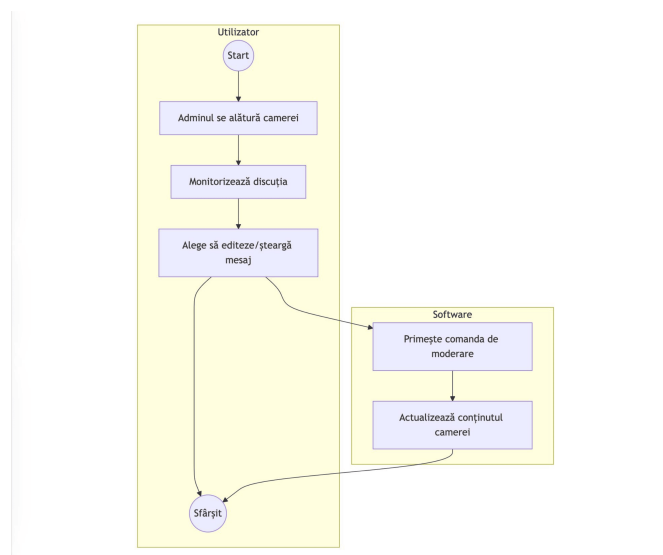 Utilizator
Start
Adminul se alătură camerei
Monitorizează discuția
Alege să editeze/șteargă
mesaj
Software
Primește comanda de
moderare
Actualizează conținutul
camerei
Sfârșit